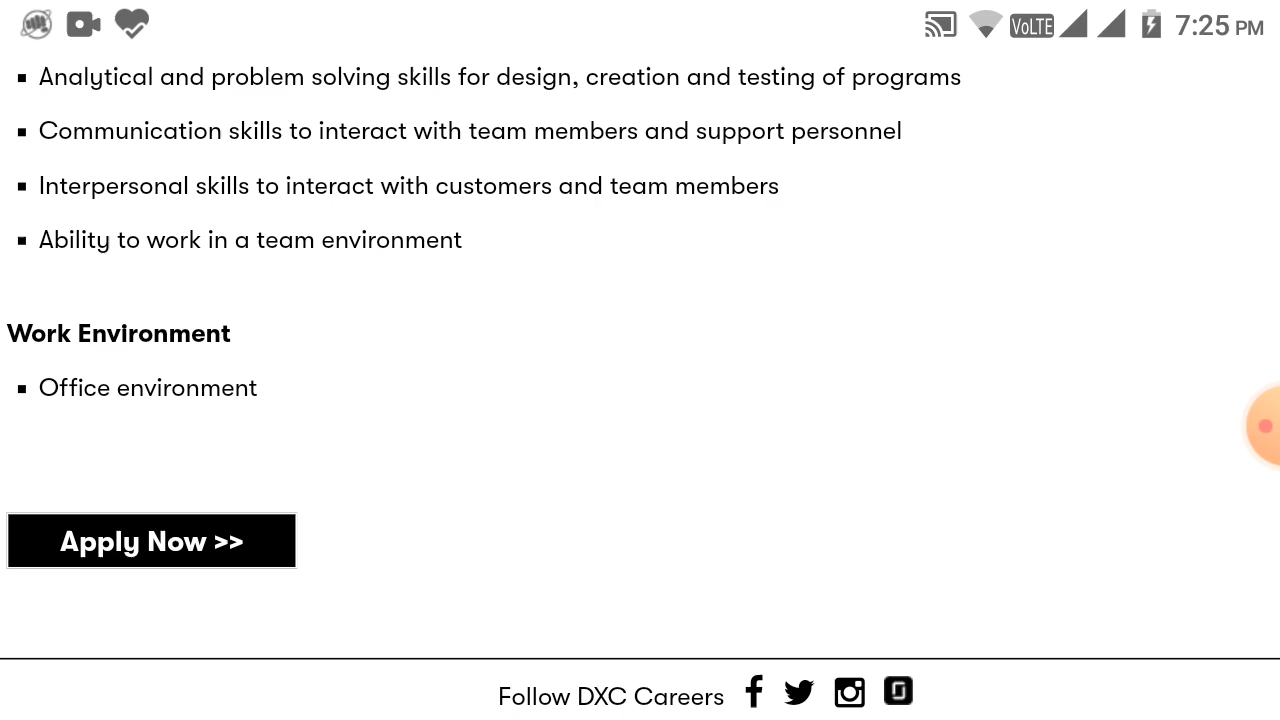 VoLTE 7:25 PM
Analytical and problem solving skills for design, creation and testing of programs
Communication skills to interact with team members and support personnel
Interpersonal skills to interact with customers and team members
Ability to work in a team environment
Work Environment
Office environment
Apply Now >>
Follow DXC Careers